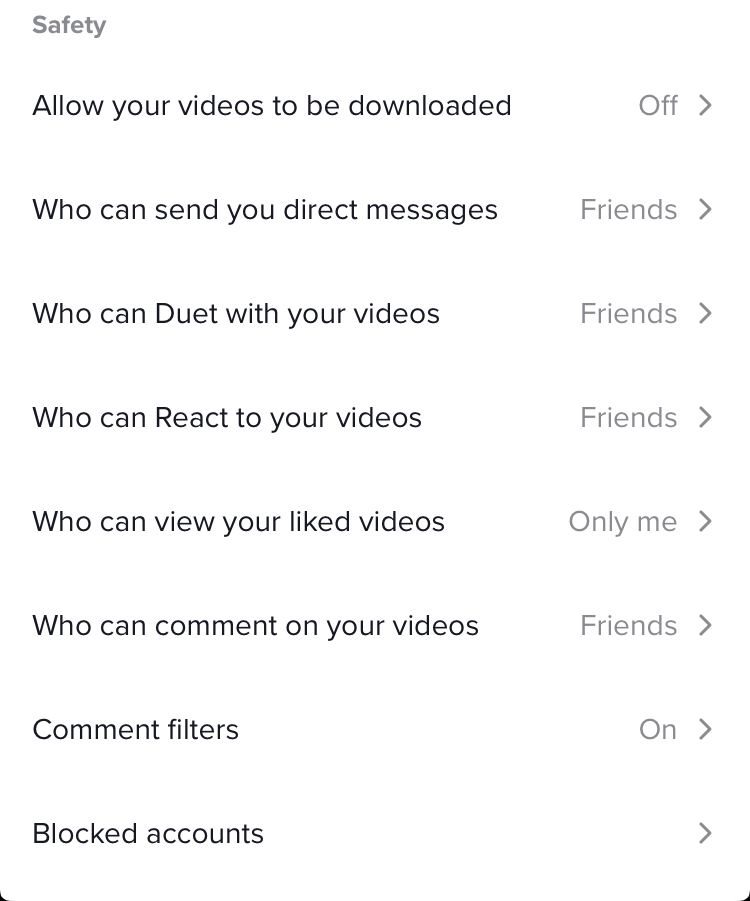 Safety
Allow your videos to be downloaded Off
Who can send you direct messages Friends
Who can Duet with your videos Friends
Who can React to your videos Friends
Who can view your liked videos Only me
Who can comment on your videos Friends
Comment filters On
Blocked accounts